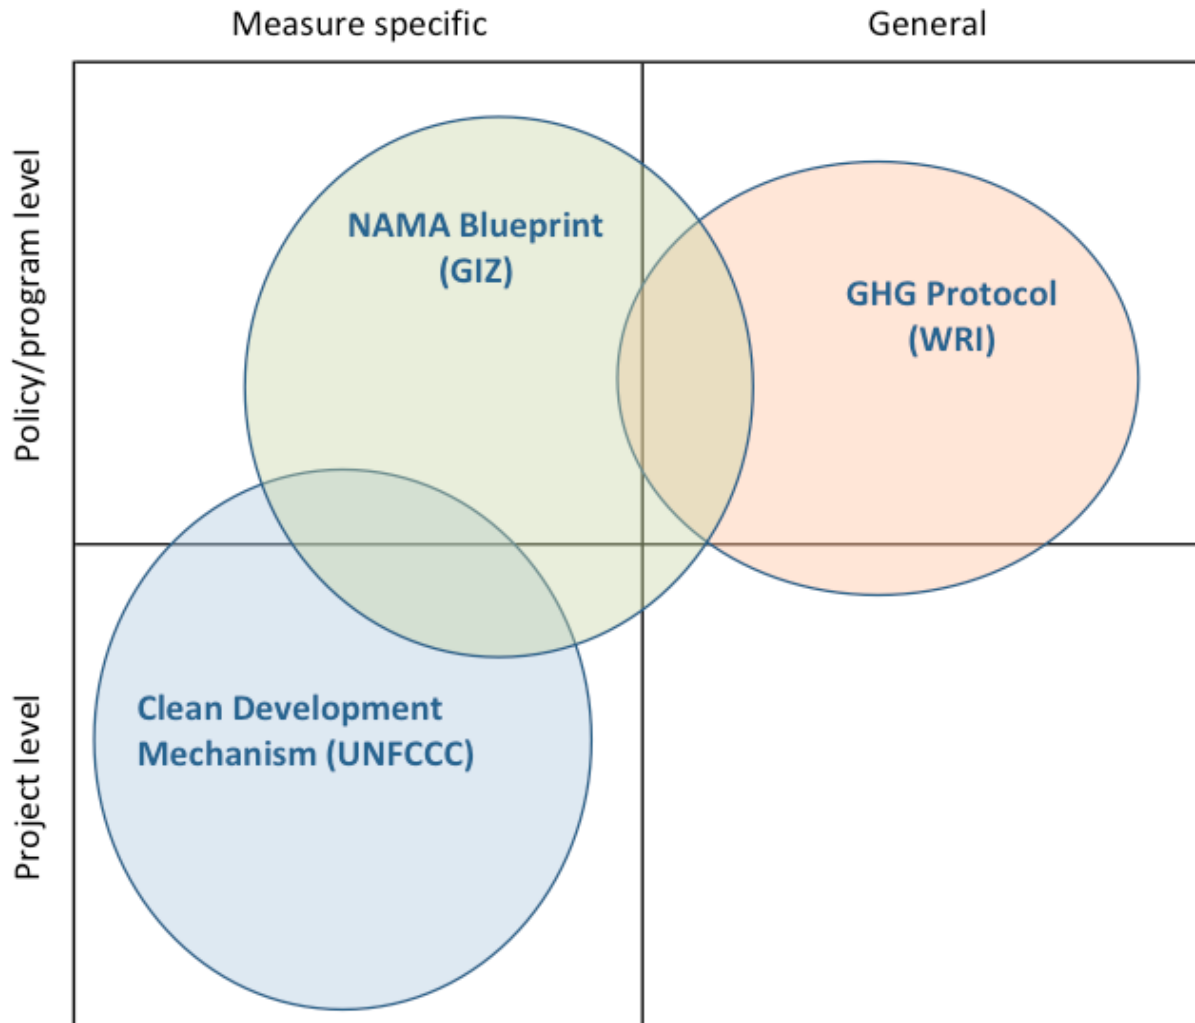 Measure specific
General
Policy/program level
NAMA Blueprint
(GIZ)
GHG Protocol
(WRI)
Project level
Clean Development
Mechanism (UNFCCC)